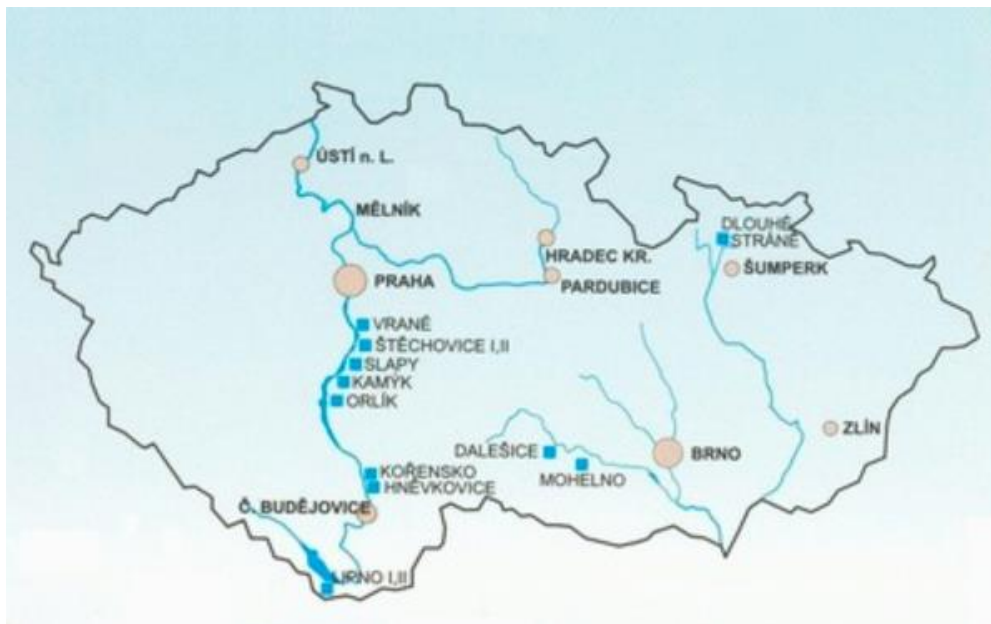 ÚSTÍ n. L.
MĚLNÍK
DLOUHÉ
STRÁNĚ
HRADEC KR.
ŠUMPERK
PRAHA
PARDUBICE
VRANÉ
ŠTĚCHOVICE I,II
SLAPY
KAMÝK
ORLÍK
ZLÍN
DALEŠICE
BRNO
MOHELNO
KOŘENSKO
HNĚVKOVICE
Č. BUDĚJOVICE
LIPNO I,II